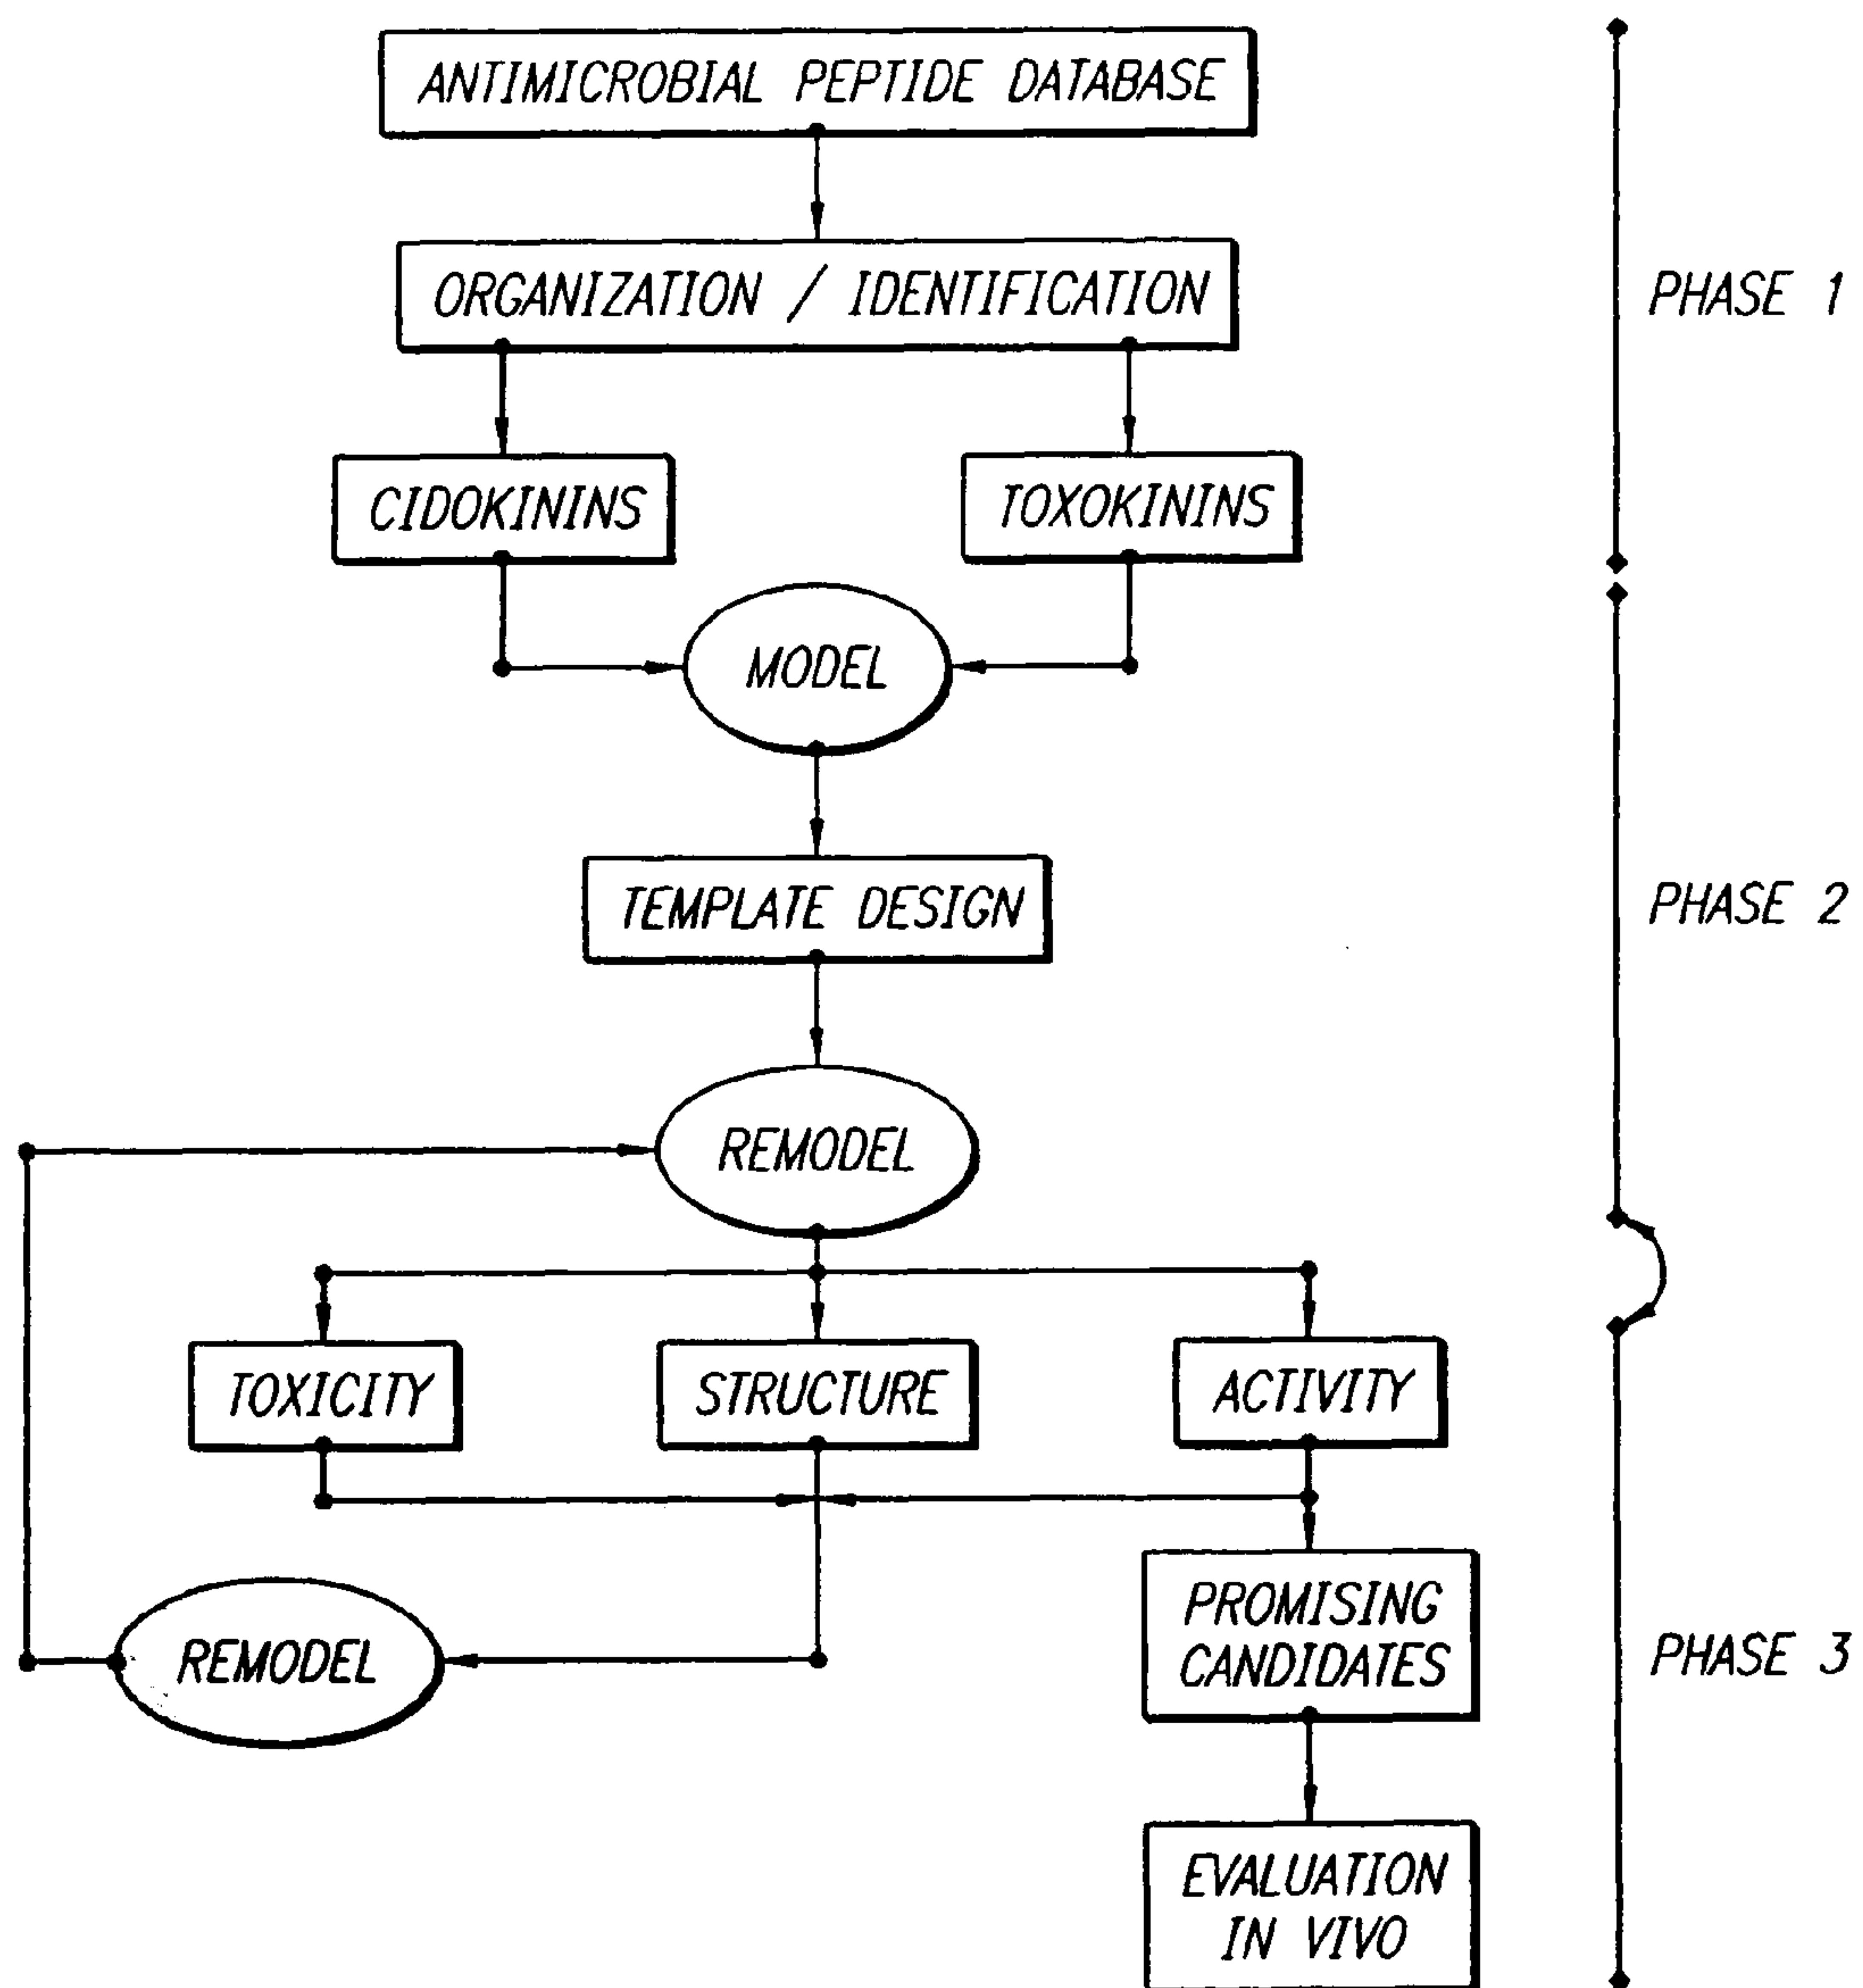 ANTIMICROBIAL PEPTIDE DATABASE
ORGANIZATION / IDENTIFICATION
PHASE 1
CIDOKININS
TOXOKININS
MODEL
TEMPLATE DESIGN
PHASE 2
REMODEL
TOXICITY
STRUCTURE
ACTIVITY
PROMISING
CANDIDATES
REMODEL
PHASE 3
EVALUATION
IN VIVO